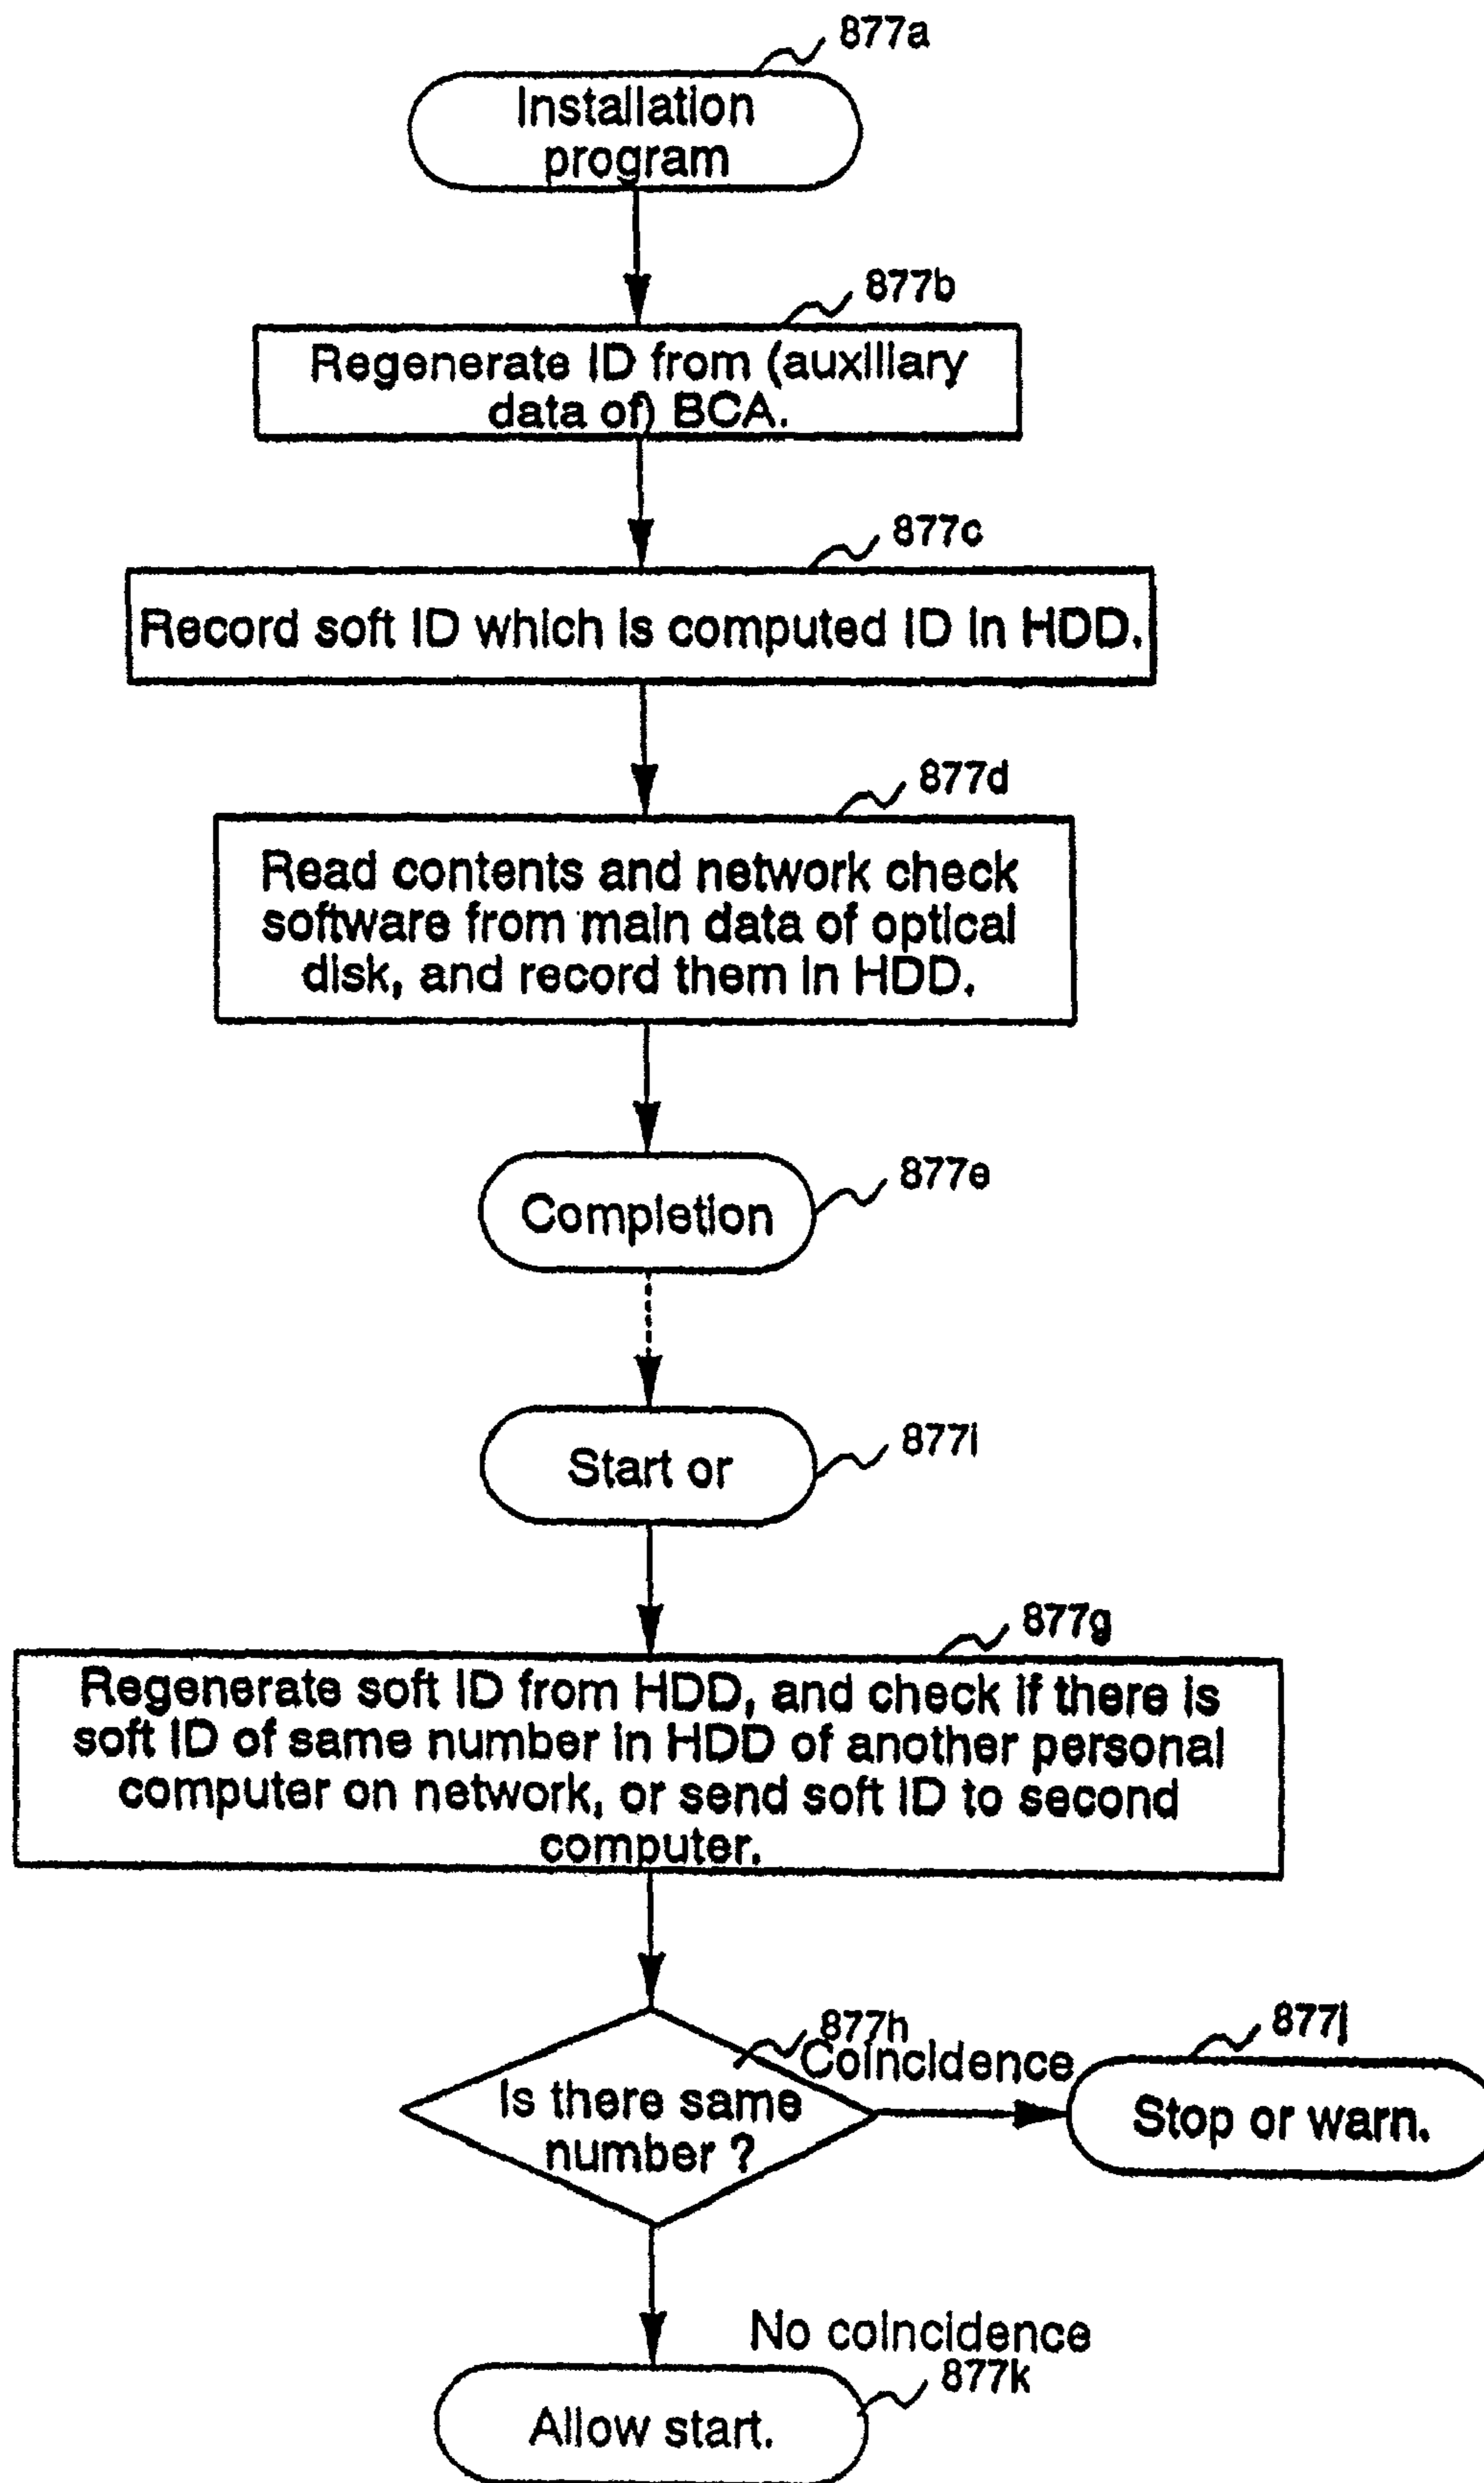 877a
Installation
program
877b
Regenerate ID from (auxiliary
data of) BCA.
877c
Record soft ID which is computed ID in HDD.
877d
Read contents and network check
software from main data of optical
disk, and record them in HDD.
877e
Completion
877i
Start or
877g
Regenerate soft ID from HDD, and check if there is
soft ID of same number in HDD of another personal
computer on network, or send soft ID to second
computer.
877h
Coincidence
877j
Is there same
number ?
Stop or warn.
No coincidence
877k
Allow start.